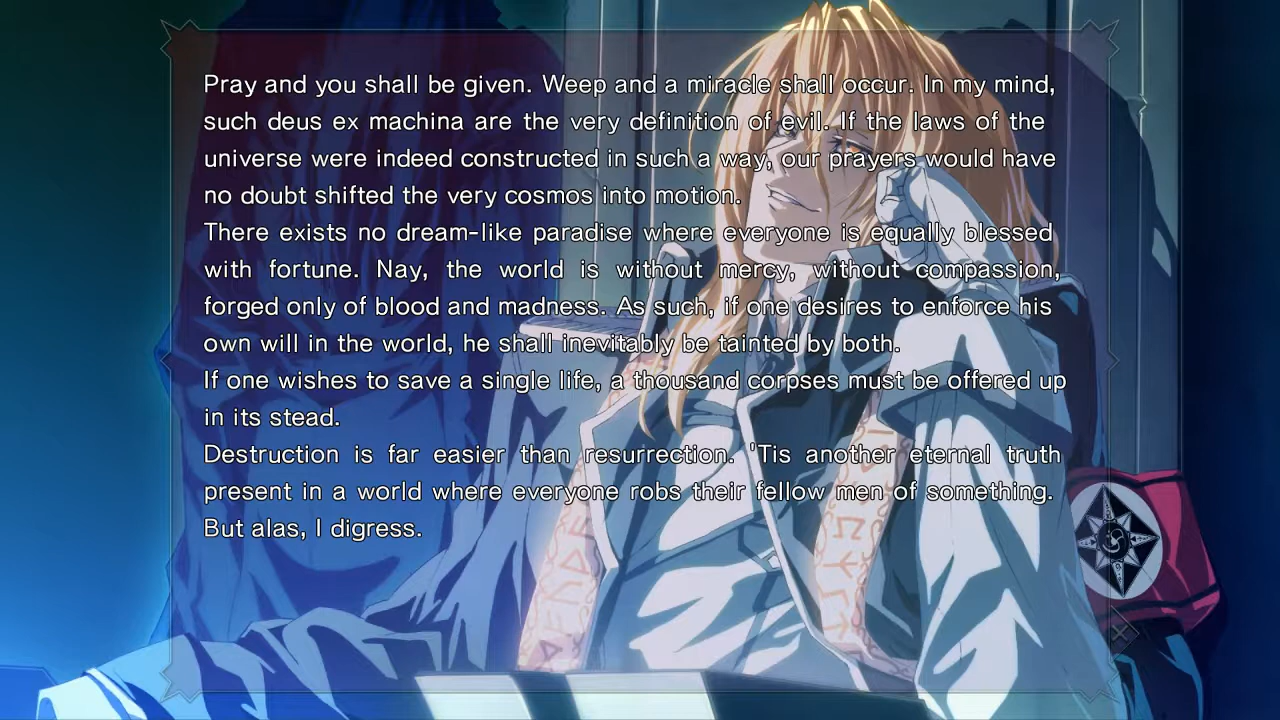 Pray and you shall be given. Weep and a miracle shall occur. In my mind,
such deus ex machina are the very definition of evil. If the laws of the
universe were indeed constructed in such a way, our prayers would have
no doubt shifted the very cosmos into motion.
There exists no dream-like paradise where everyone is equally blessed
with fortune. Nay, the world is without mercy, without compassion,
forged only of blood and madness. As such, if one desires to enforce his
own will in the world, he shall inevitably be tainted by both.
If one wishes to save a single life, a thousand corpses must be offered up
in its stead.
Destruction is far easier than resurrection. 'Tis another eternal truth
present in a world where everyone robs their fellow men of something.
But alas, I digress.